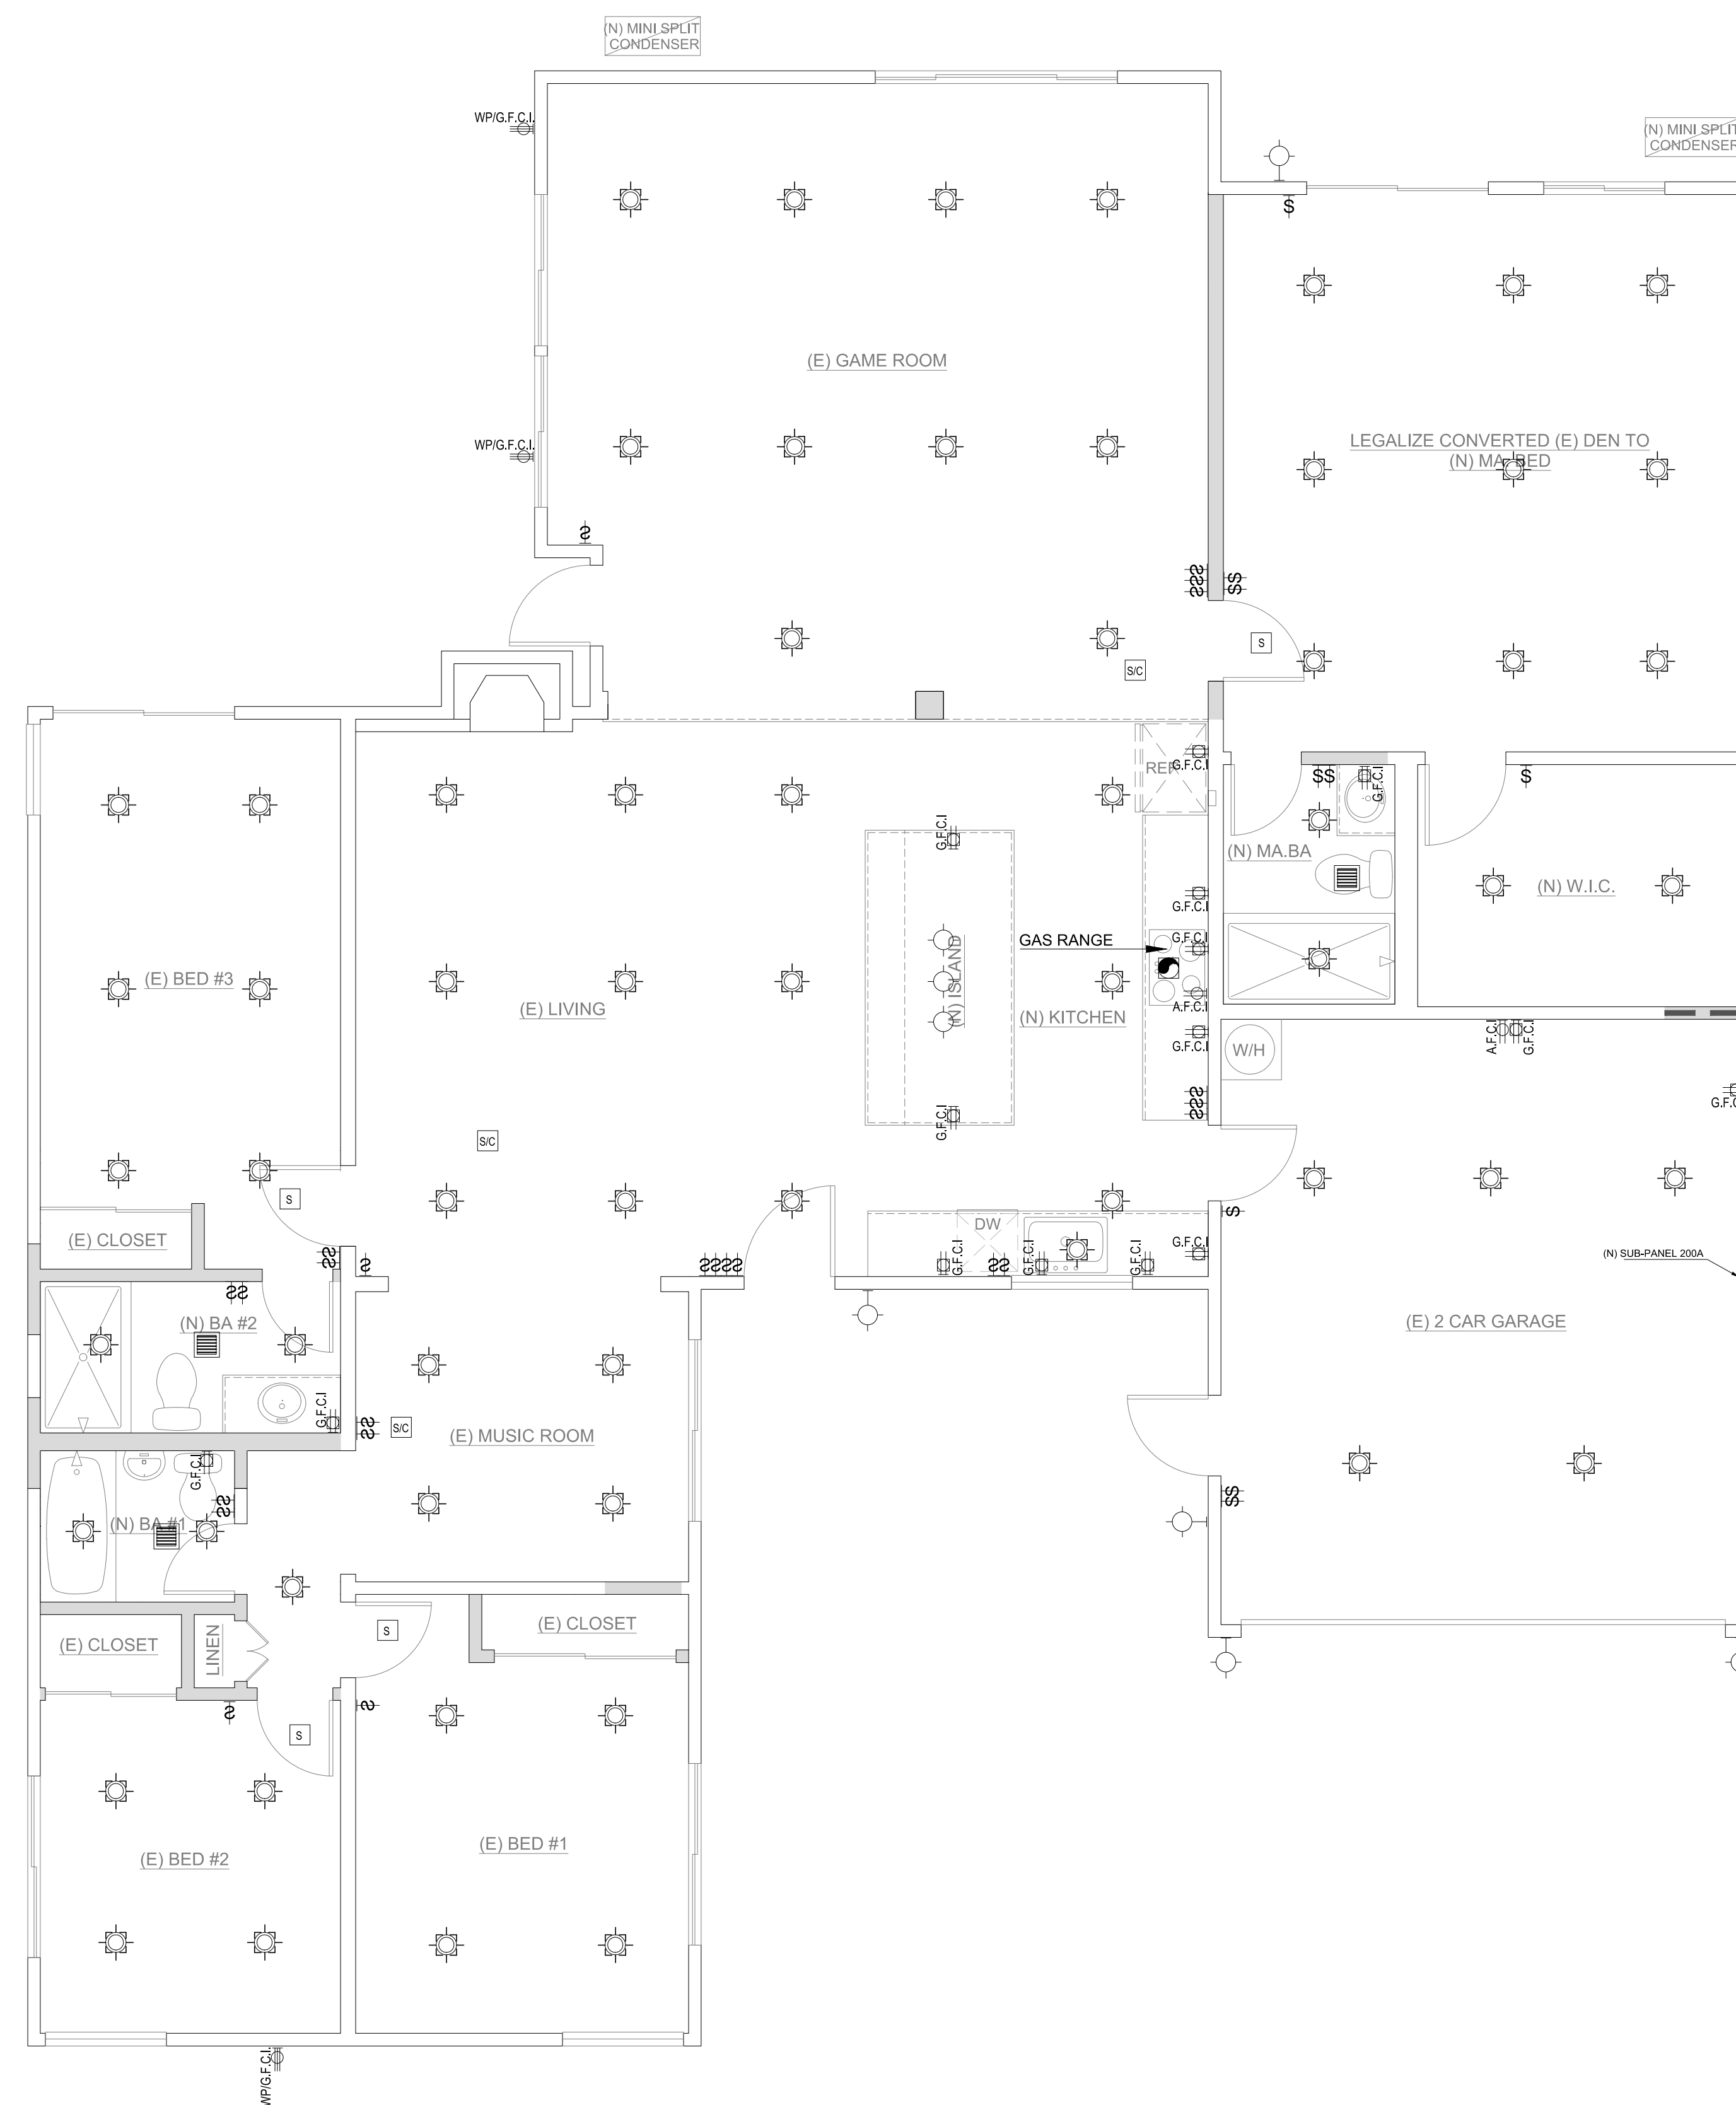 (N) MINI SPLIT
CONDENSER
WP/G.F.C.I.
(N) MINI SPLIT
CONDENSER
$
(E) GAME ROOM
LEGALIZE CONVERTED (E) DEN TO
(N) MA. BED
WP/G.F.C.I.
$
$$$
$$
S
S/C
REF
G.F.C.I
$$
G.F.C.I
$
G.F.C.I
(N) MA.BA
(N) W.I.C.
G.F.C.I
GAS RANGE
G.F.C.I
(N) ISLAND
(E) BED #3
(E) LIVING
(N) KITCHEN
A.F.C.I
G.F.C.I
W/H
A.F.C.I
G.F.C.I
$$$
G.F.C
G.F.C.I
S/C
S
(E) CLOSET
$
DW
G.F.C.I
G.F.C.I
G.F.C.I
G.F.C.I
(N) SUB-PANEL 200A
$$
$
$$$$
$$
$$
(N) BA #2
(E) 2 CAR GARAGE
G.F.C.I
$$
S/C
(E) MUSIC ROOM
G.F.C.I
$$
$$
(N) BA #1
(E) CLOSET
LINEN
S
(E) CLOSET
$
$
S
(E) BED #2
(E) BED #1
WP/G.F.C.I.